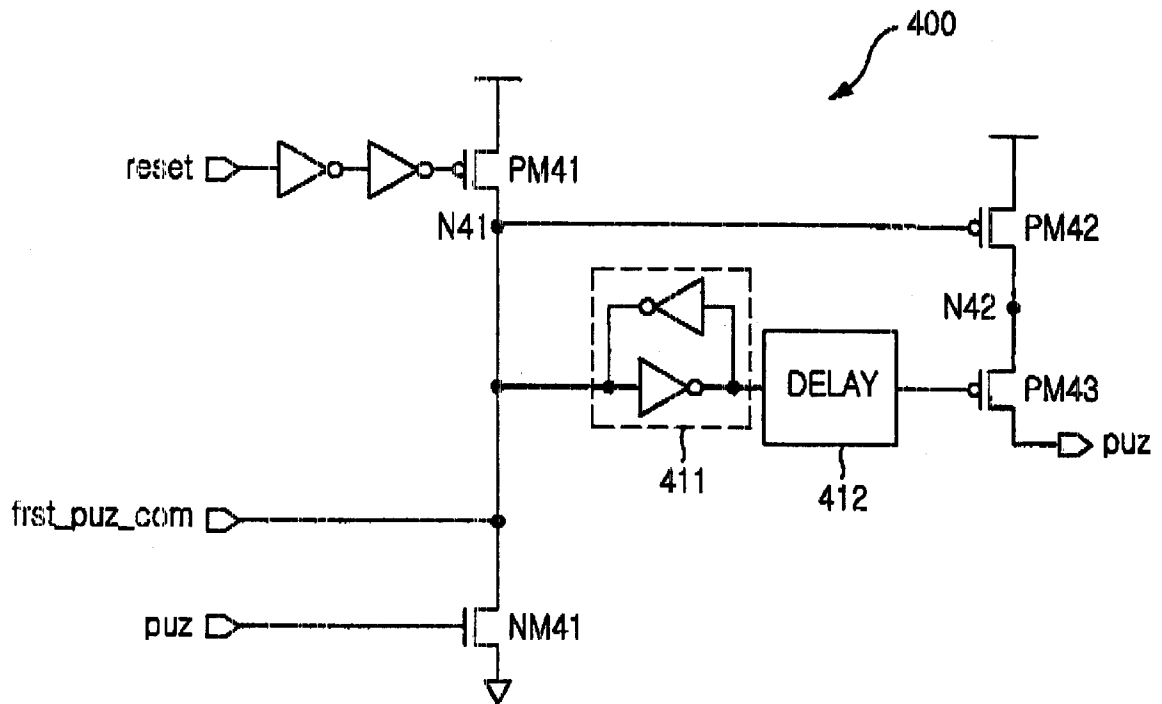 400
reset
PM41
N41
PM42
N42
DELAY
PM43
puz
411
412
frst_puz_com
puz
NM41